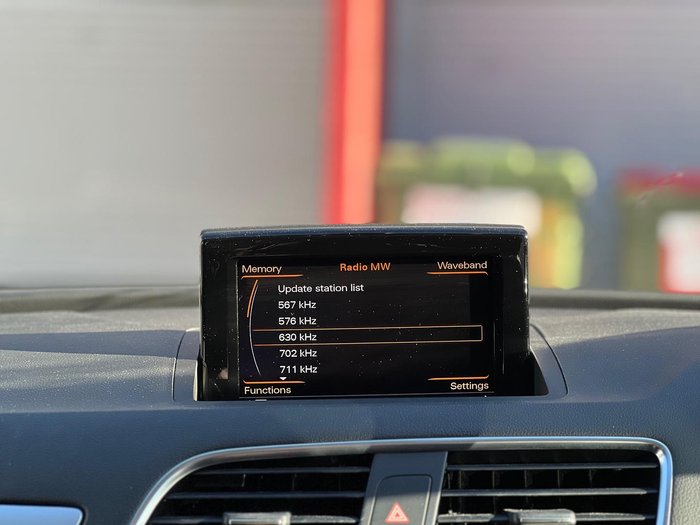 Memory Radio MW Waveband
Update station list
567 kHz
576 kHz
630 kHz
702 kHz
711 kHz
Functions Settings